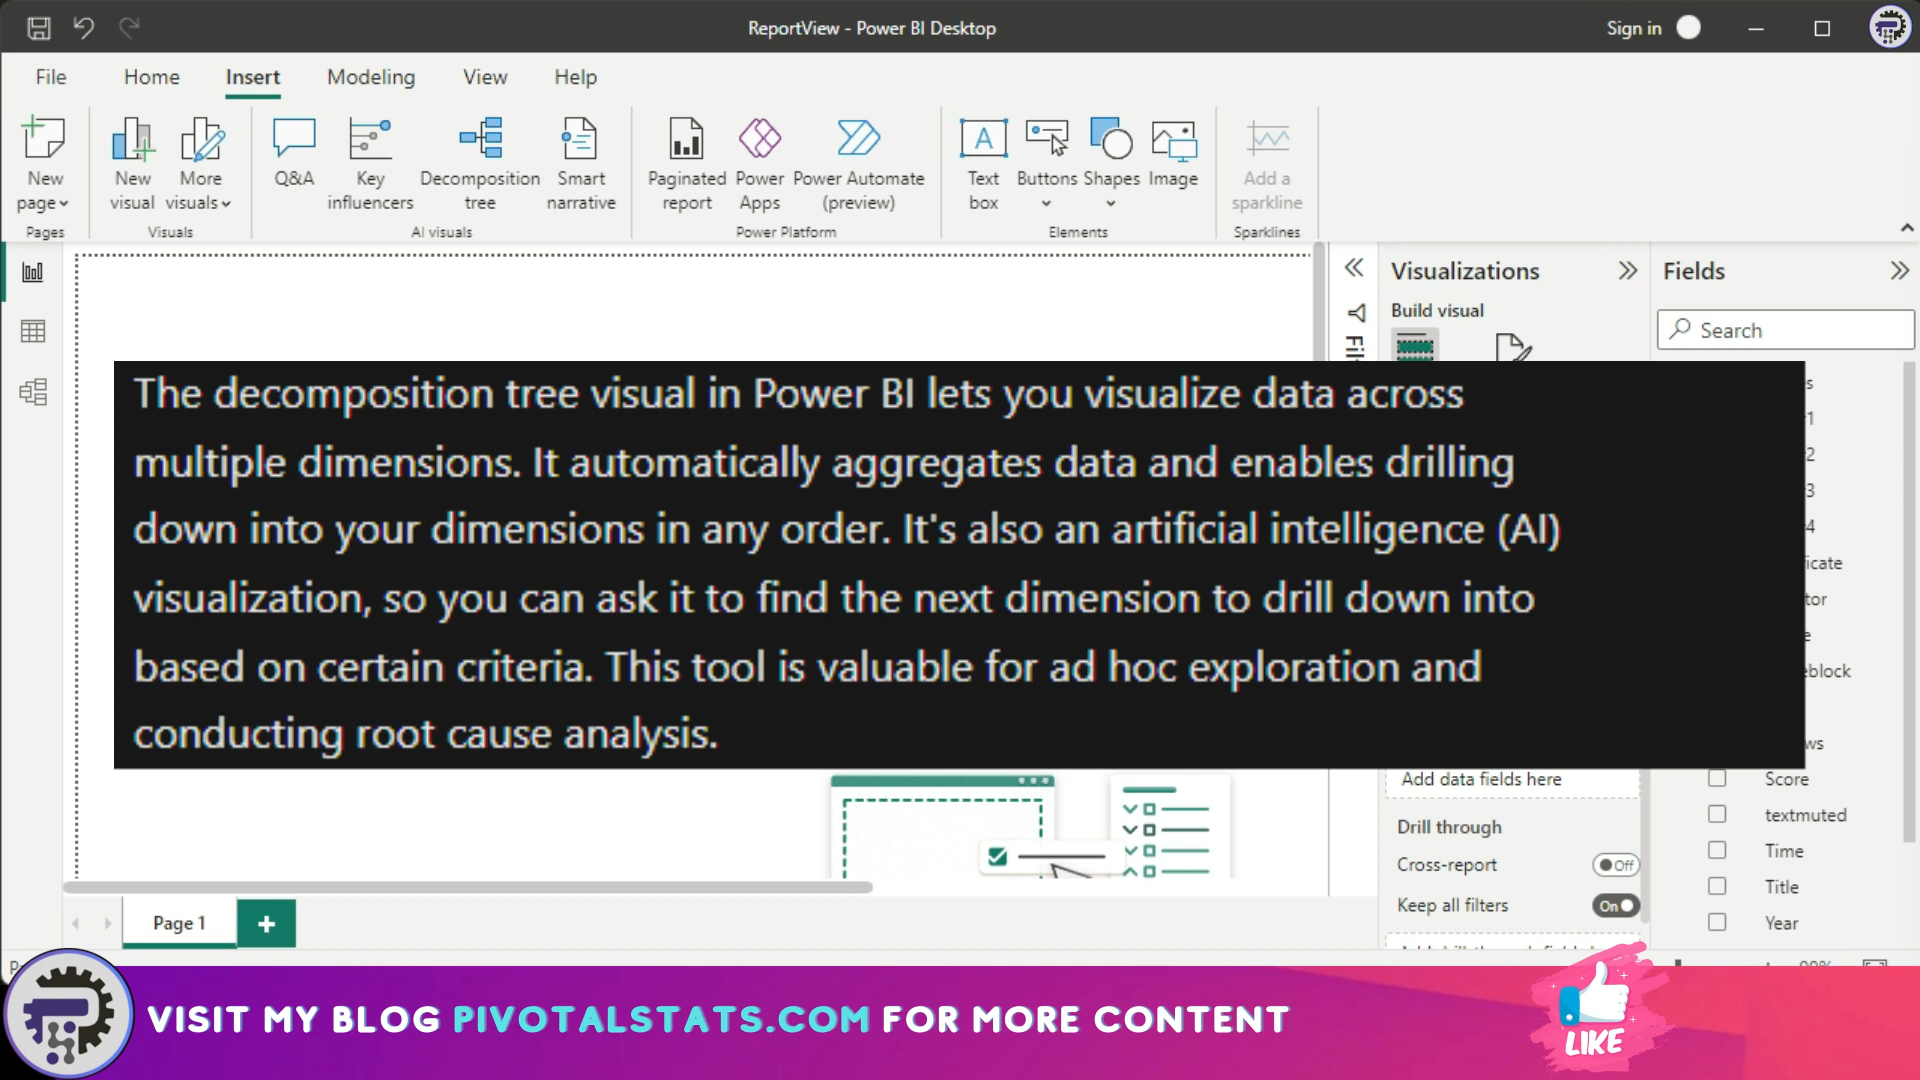 ReportView - Power BI Desktop
Sign in
File Home Insert Modeling View Help
New page
New visual
More visuals
Q&A
Key influencers
Decomposition tree
Smart narrative
Paginated report
Power Apps
Power Automate (preview)
Text box
Buttons
Shapes
Image
Add a sparkline
Pages
Visuals
AI visuals
Power Platform
Elements
Sparklines
Visualizations
Fields
Build visual
Search
The decomposition tree visual in Power BI lets you visualize data across
multiple dimensions. It automatically aggregates data and enables drilling
down into your dimensions in any order. It's also an artificial intelligence (AI)
visualization, so you can ask it to find the next dimension to drill down into
based on certain criteria. This tool is valuable for ad hoc exploration and
conducting root cause analysis.
Add data fields here
Drill through
Cross-report
Off
Keep all filters
On
Score
textmuted
Time
Title
Year
Page 1
VISIT MY BLOG PIVOTALSTATS.COM FOR MORE CONTENT
LIKE